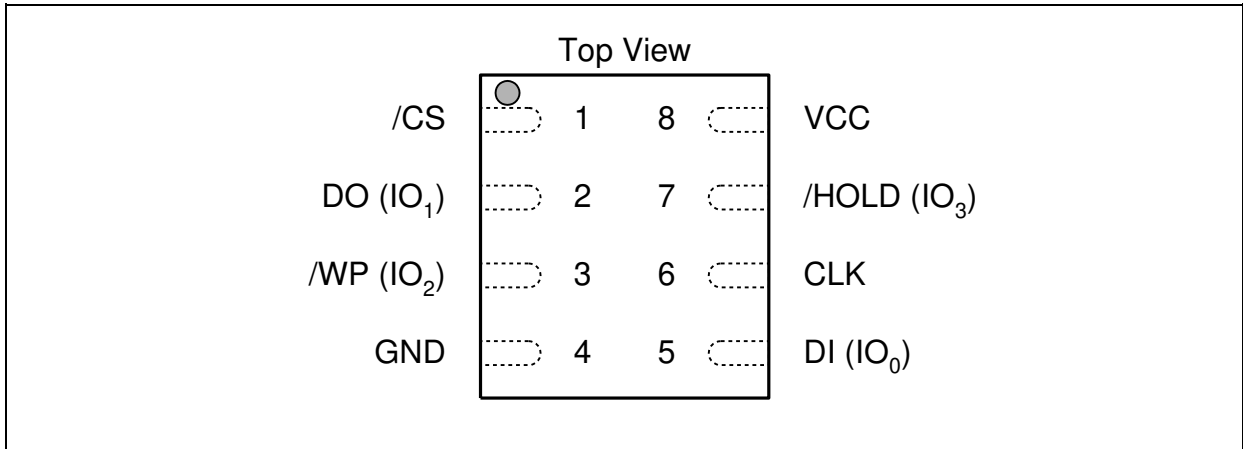 Top View
/CS 1 8 VCC
DO (IO₁) 2 7 /HOLD (IO₃)
/WP (IO₂) 3 6 CLK
GND 4 5 DI (IO₀)